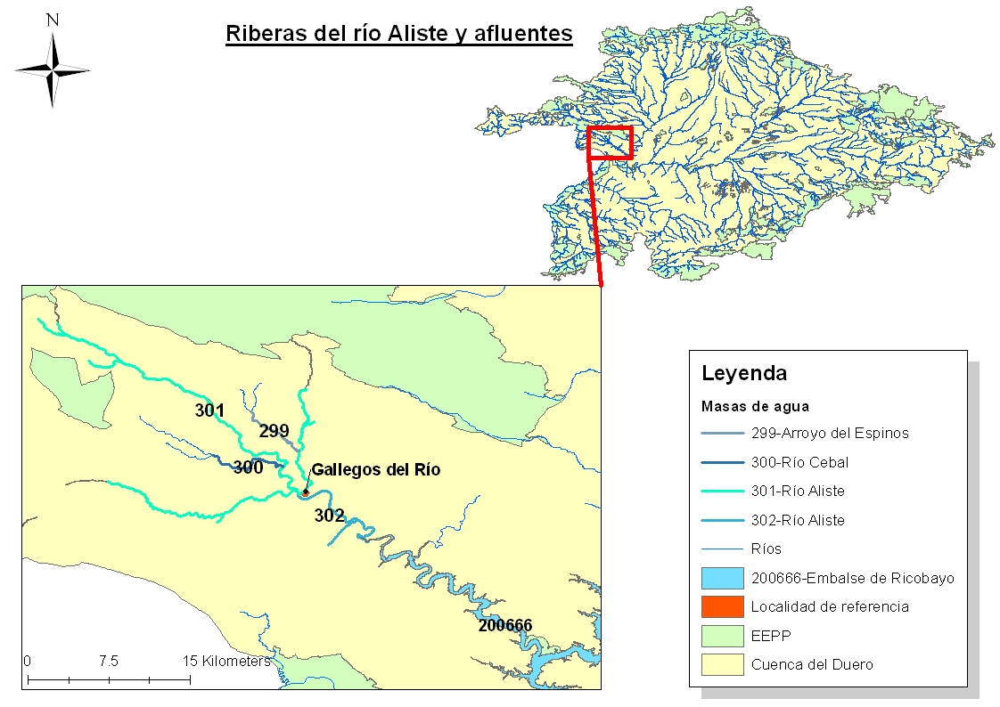 N
Riberas del río Aliste y afluentes
301
299
300
Gallegos del Río
302
200666
0 7.5 15 Kilometers
Leyenda
Masas de agua
299-Arroyo del Espinos
300-Río Cebal
301-Río Aliste
302-Río Aliste
Ríos
200666-Embalse de Ricobayo
Localidad de referencia
EEPP
Cuenca del Duero